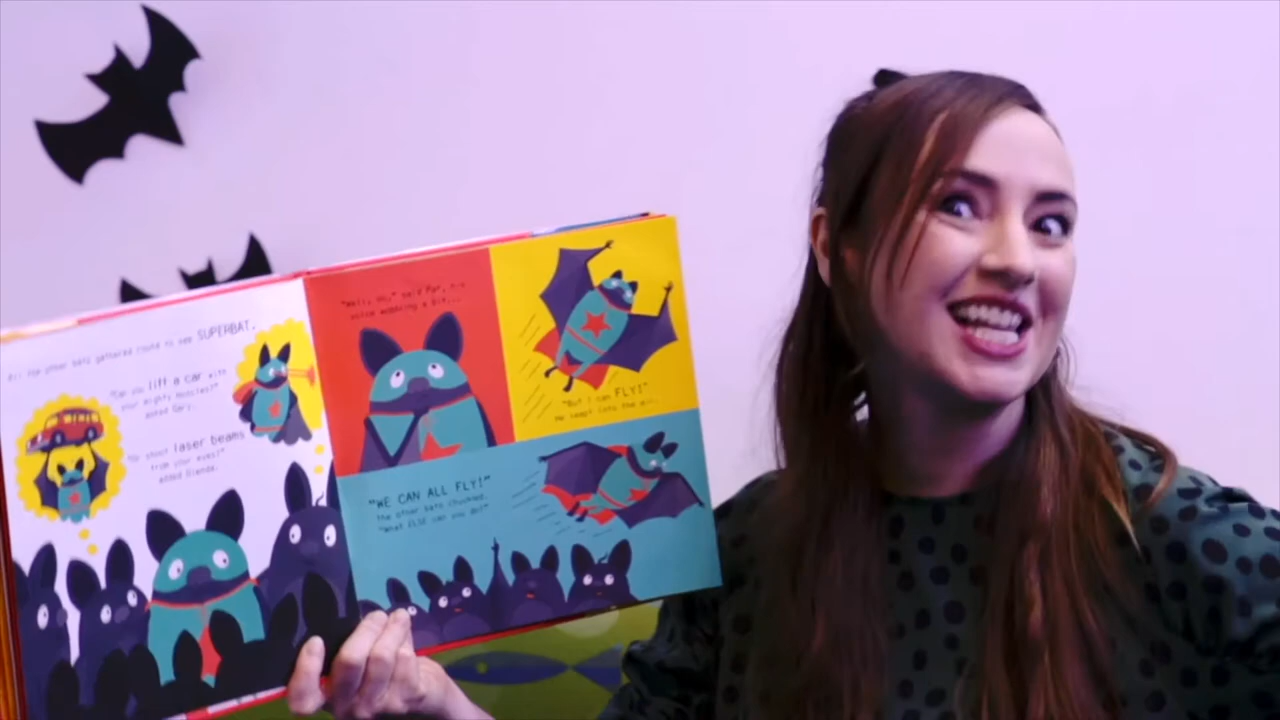 All the other bats gathered round to see SUPERBAT.
"Can you lift a car with
your mighty muscles?"
asked Gary.
"Or shoot laser beams
from your eyes?"
added Glenda.
"Well, no," said Pat, his
voice wobbling a bit...
"But I can FLY!"
He leapt into the air.
"WE CAN ALL FLY!"
the other bats chuckled.
"What ELSE can you do?"